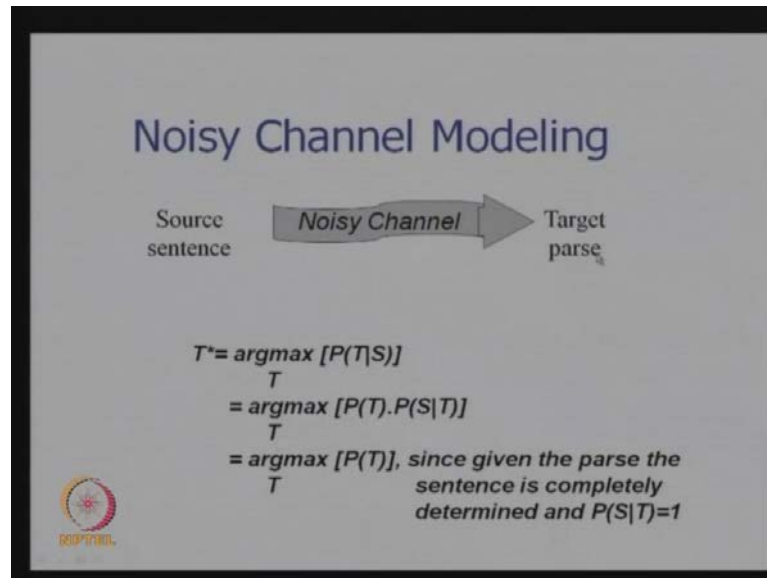 Noisy Channel Modeling
Source
sentence
Noisy Channel
Target
parse
T*= argmax [P(T|S)]
T
= argmax [P(T).P(S|T)]
T
= argmax [P(T)], since given the parse the
T sentence is completely
determined and P(S|T)=1
NPTEL